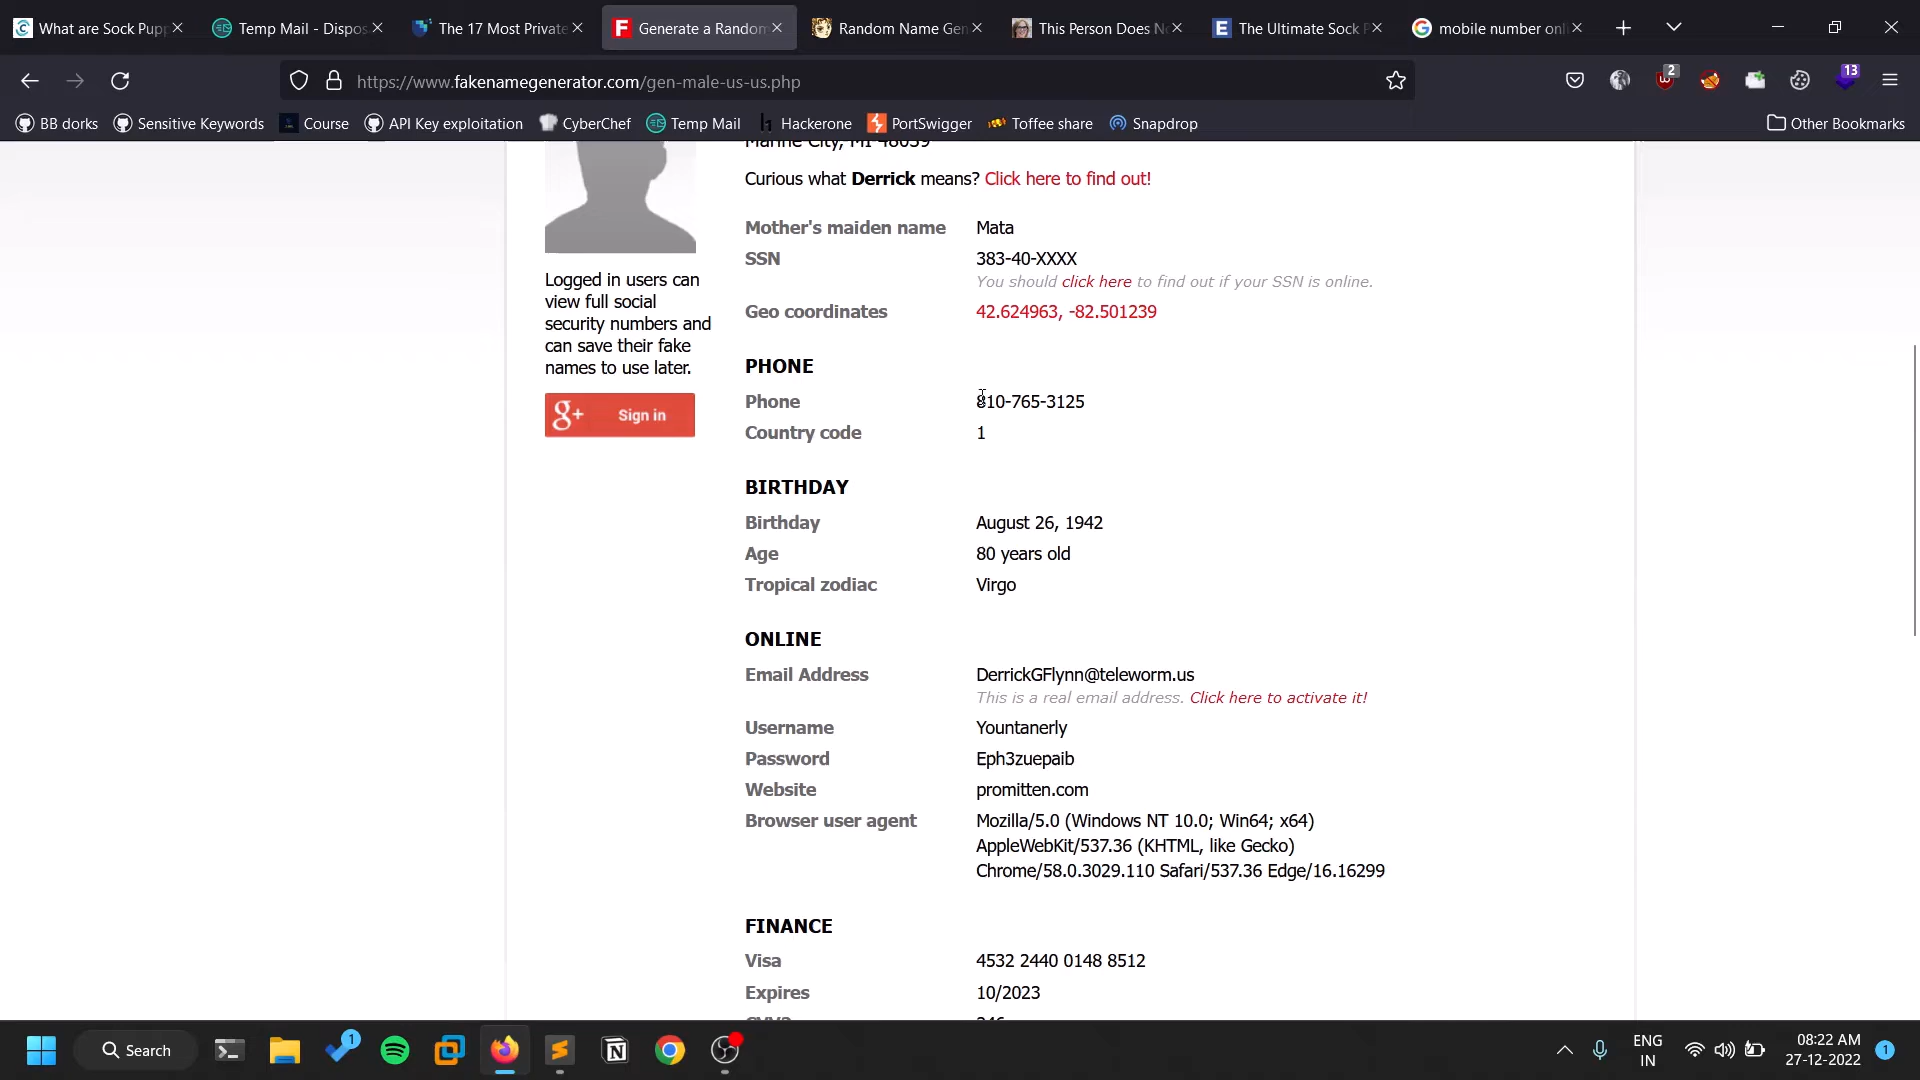 What are Sock Pup
Temp Mail - Dispos
The 17 Most Private
Generate a Random
Random Name Gen
This Person Does No
The Ultimate Sock P
mobile number onl
https://www.fakenamegenerator.com/gen-male-us-us.php
2
13
BB dorks
Sensitive Keywords
Course
API Key exploitation
CyberChef
Temp Mail
Hackerone
PortSwigger
Toffee share
Snapdrop
Other Bookmarks
Marine City, MI 48039
Curious what Derrick means? Click here to find out!
Mother's maiden name Mata
SSN 383-40-XXXX
You should click here to find out if your SSN is online.
Geo coordinates 42.624963, -82.501239
Logged in users can
view full social
security numbers and
can save their fake
names to use later.
g+ Sign in
PHONE
Phone 810-765-3125
Country code 1
BIRTHDAY
Birthday August 26, 1942
Age 80 years old
Tropical zodiac Virgo
ONLINE
Email Address DerrickGFlynn@teleworm.us
This is a real email address. Click here to activate it!
Username Yountanerly
Password Eph3zuepaib
Website promitten.com
Browser user agent Mozilla/5.0 (Windows NT 10.0; Win64; x64)
AppleWebKit/537.36 (KHTML, like Gecko)
Chrome/58.0.3029.110 Safari/537.36 Edge/16.16299
FINANCE
Visa 4532 2440 0148 8512
Expires 10/2023
Search
1
ENG
IN
08:22 AM
27-12-2022
1